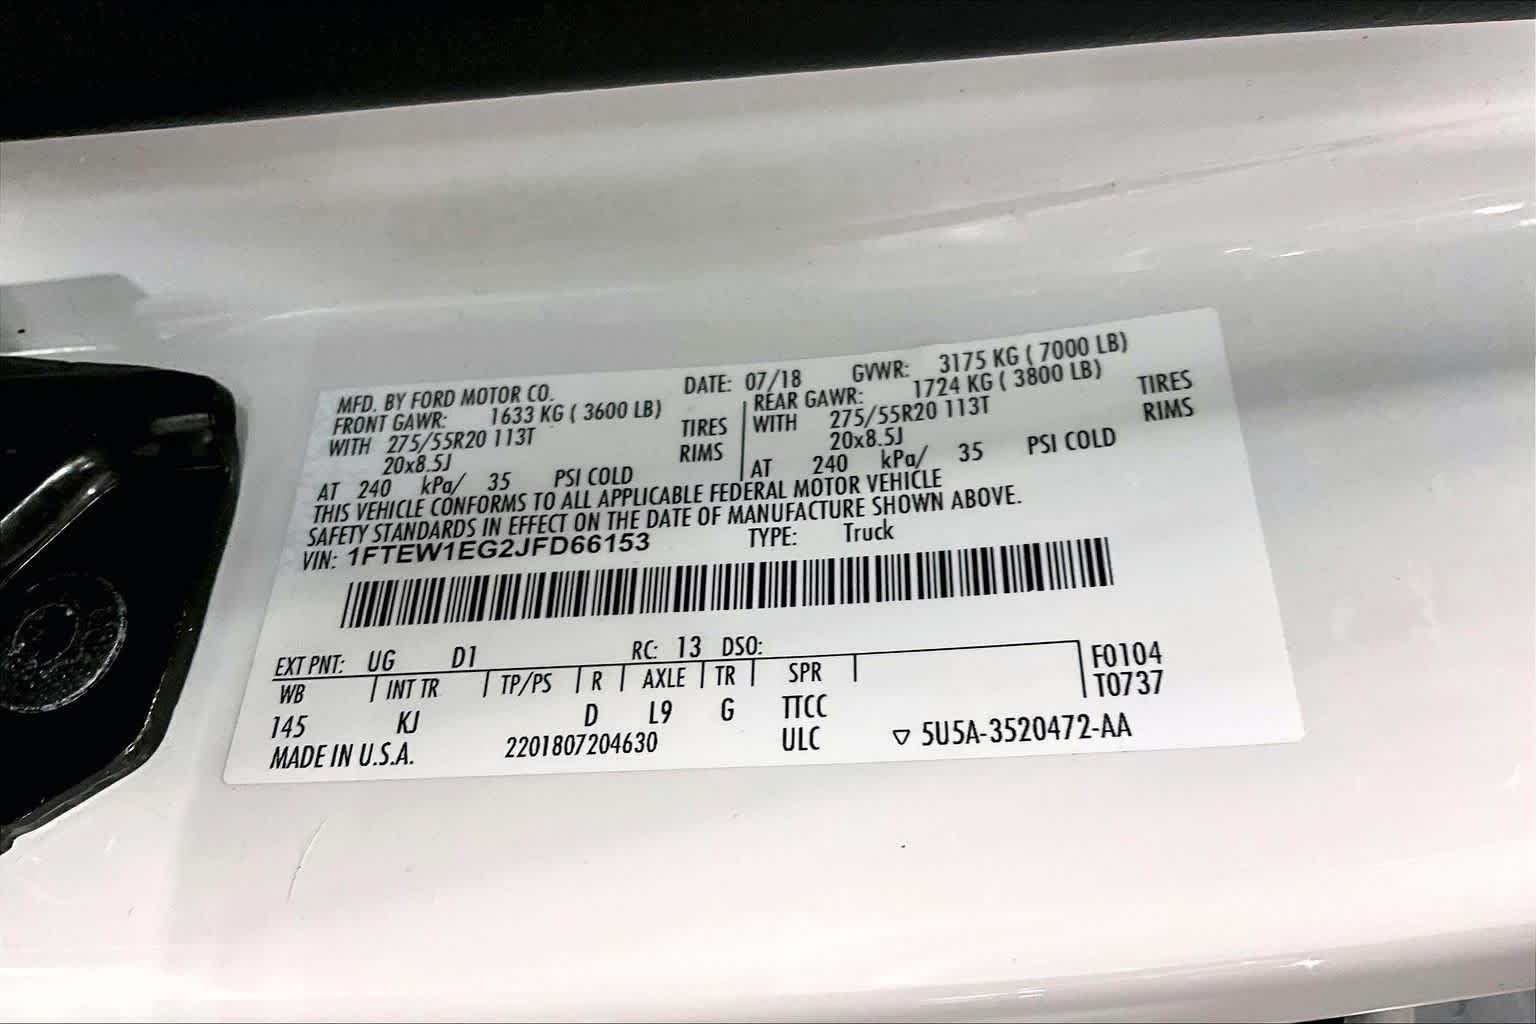 MFD. BY FORD MOTOR CO. DATE: 07/18 GVWR: 3175 KG ( 7000 LB)
FRONT GAWR: 1633 KG ( 3600 LB) REAR GAWR: 1724 KG ( 3800 LB)
WITH 275/55R20 113T TIRES WITH 275/55R20 113T TIRES
20x8.5J RIMS 20x8.5J RIMS
AT 240 kPa/ 35 PSI COLD AT 240 kPa/ 35 PSI COLD
THIS VEHICLE CONFORMS TO ALL APPLICABLE FEDERAL MOTOR VEHICLE
SAFETY STANDARDS IN EFFECT ON THE DATE OF MANUFACTURE SHOWN ABOVE.
VIN: 1FTEW1EG2JFD66153 TYPE: Truck
EXT PNT: UG D1 RC: 13 DSO:
WB INT TR TP/PS R AXLE TR SPR F0104
145 KJ D L9 G TTCC T0737
MADE IN U.S.A. 2201807204630 ULC ▽ 5U5A-3520472-AA